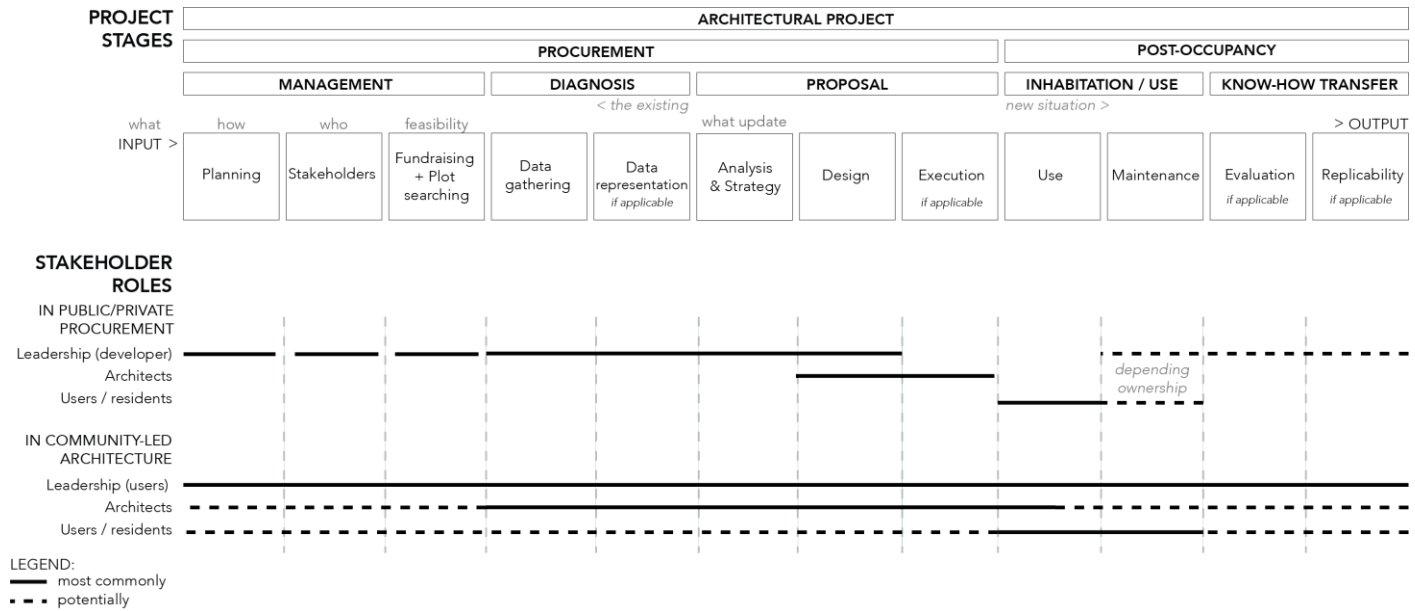 PROJECT
STAGES
ARCHITECTURAL PROJECT
PROCUREMENT
POST-OCCUPANCY
MANAGEMENT
DIAGNOSIS
PROPOSAL
INHABITATION / USE
KNOW-HOW TRANSFER
< the existing
new situation >
what
how
who
feasibility
what update
> OUTPUT
INPUT >
Planning
Stakeholders
Fundraising
+ Plot
searching
Data
gathering
Data
representation
if applicable
Analysis
& Strategy
Design
Execution
if applicable
Use
Maintenance
Evaluation
if applicable
Replicability
if applicable
STAKEHOLDER
ROLES
IN PUBLIC/PRIVATE
PROCUREMENT
Leadership (developer)
Architects
Users / residents
depending
ownership
IN COMMUNITY-LED
ARCHITECTURE
Leadership (users)
Architects
Users / residents
LEGEND:
most commonly
potentially